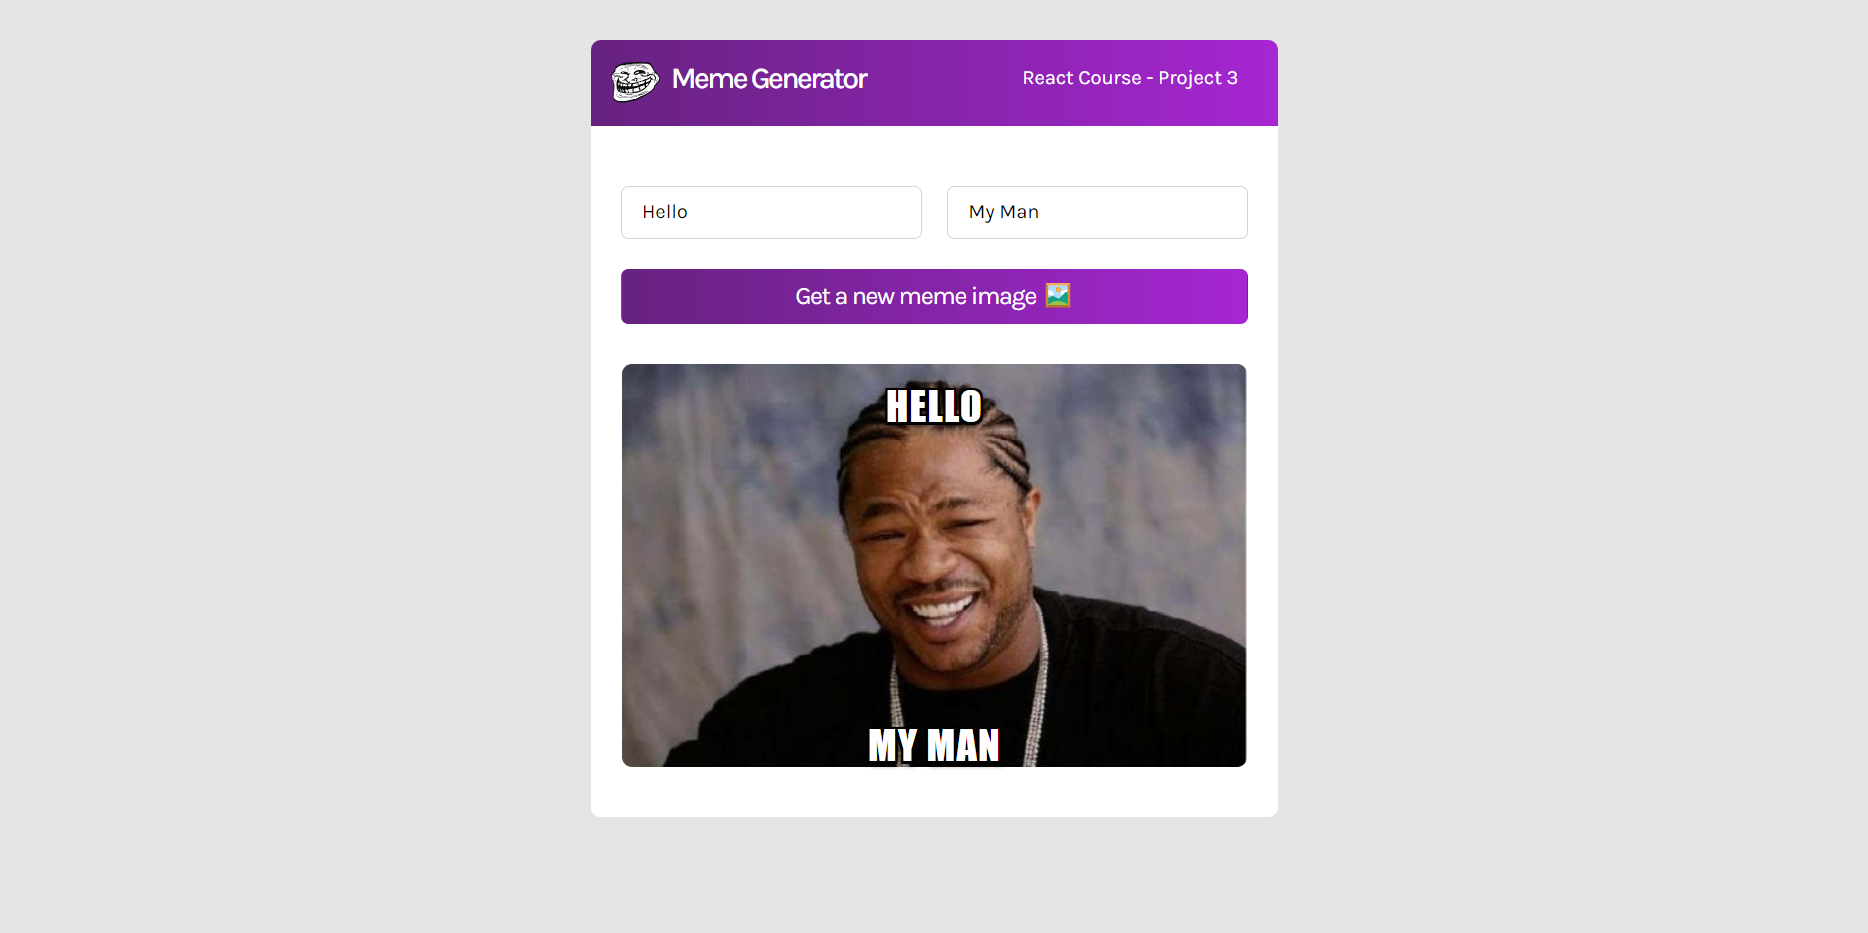 Meme Generator
React Course - Project 3
Hello
My Man
Get a new meme image
HELLO
MY MAN